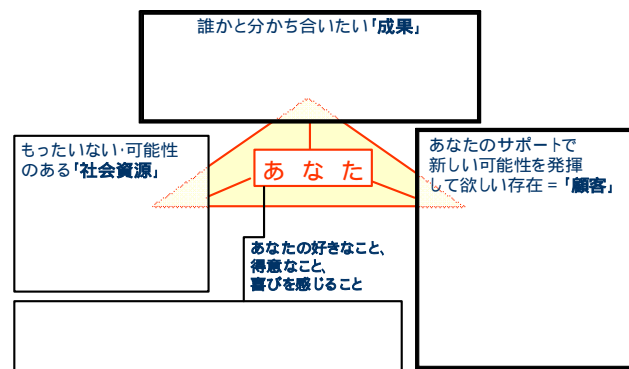 誰かと分かち合いたい「成果」
もったいない・可能性
のある「社会資源」
あなた
あなたのサポートで
新しい可能性を発揮
して欲しい存在＝「顧客」
あなたの好きなこと、
得意なこと、
喜びを感じること